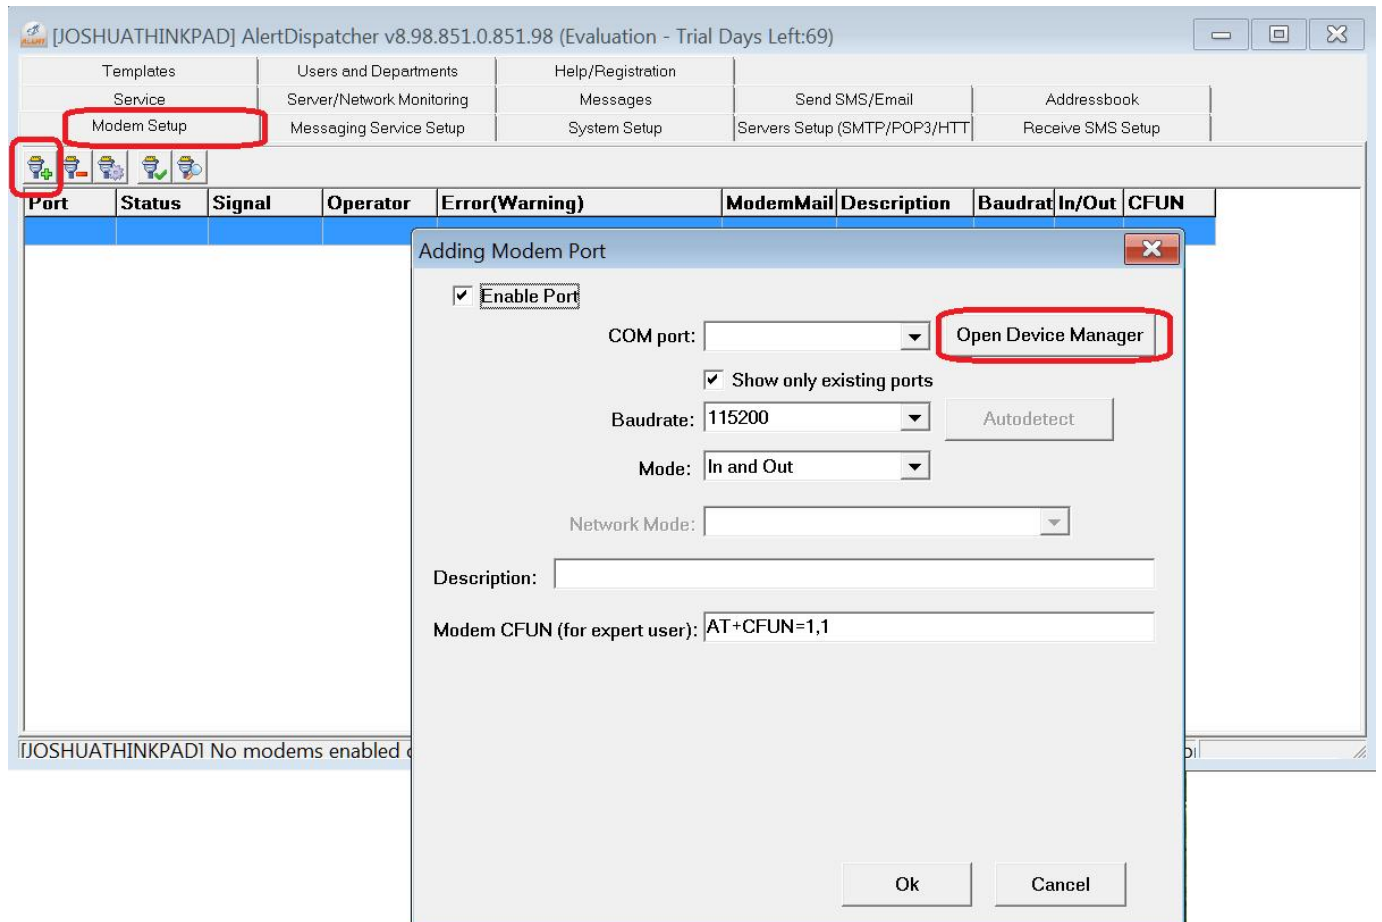 [JOSHUATHINKPAD] AlertDispatcher v8.98.851.0.851.98 (Evaluation - Trial Days Left:69)
Templates Users and Departments Help/Registration
Service Server/Network Monitoring Messages Send SMS/Email Addressbook
Modem Setup Messaging Service Setup System Setup Servers Setup (SMTP/POP3/HTT Receive SMS Setup
Port Status Signal Operator Error(Warning) ModemMail Description Baudrat In/Out CFUN
Adding Modem Port
Enable Port
COM port: Open Device Manager
Show only existing ports
Baudrate: 115200 Autodetect
Mode: In and Out
Network Mode:
Description:
Modem CFUN (for expert user): AT+CFUN=1,1
[JOSHUATHINKPAD] No modems enabled
Ok Cancel